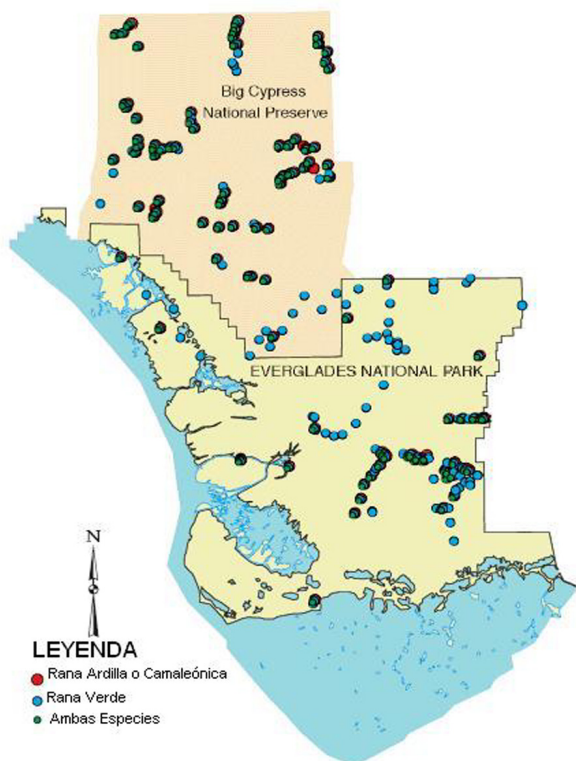 Big Cypress
National Preserve
EVERGLADES NATIONAL PARK
N
LEYENDA
Rana Ardilla o Camaleónica
Rana Verde
Ambas Especies